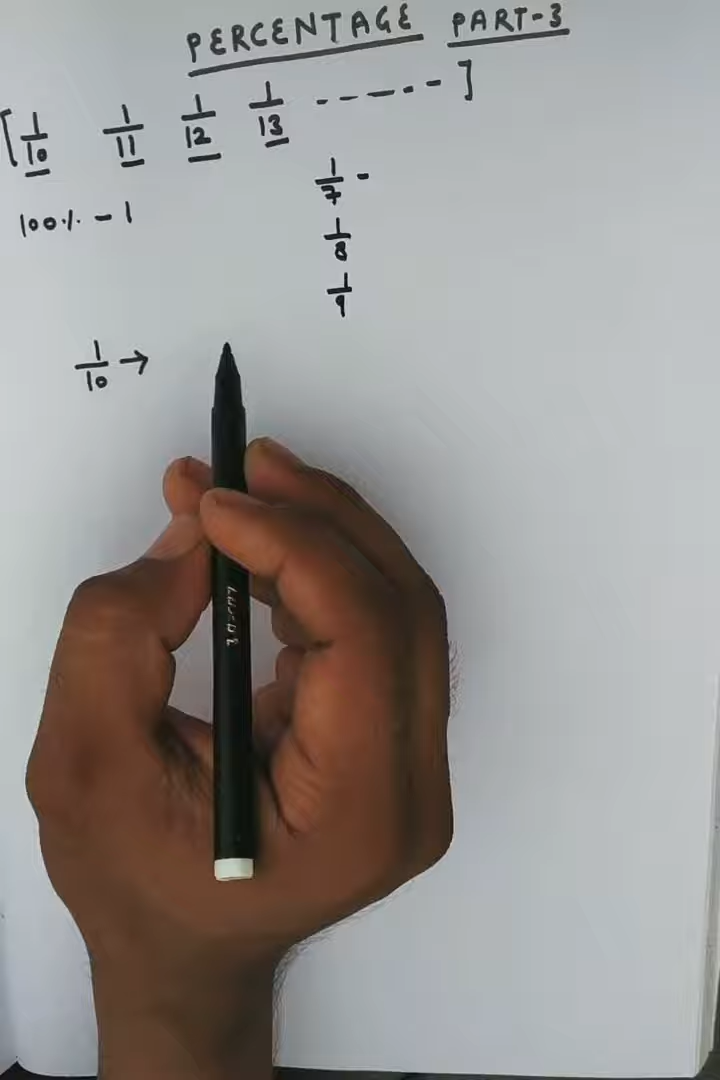 PERCENTAGE PART-3
[1/10 1/11 1/12 1/13 ------]
1/7 -
100% - 1
1/8
1/9
1/10 →